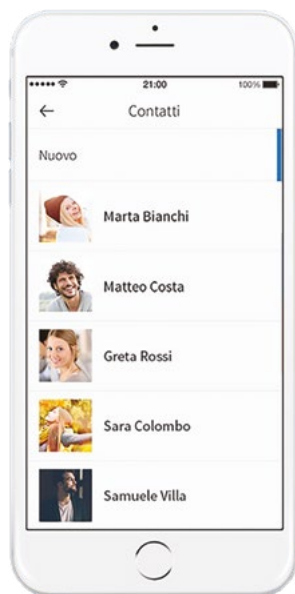 21:00
100%
Contatti
Nuovo
Marta Bianchi
Matteo Costa
Greta Rossi
Sara Colombo
Samuele Villa